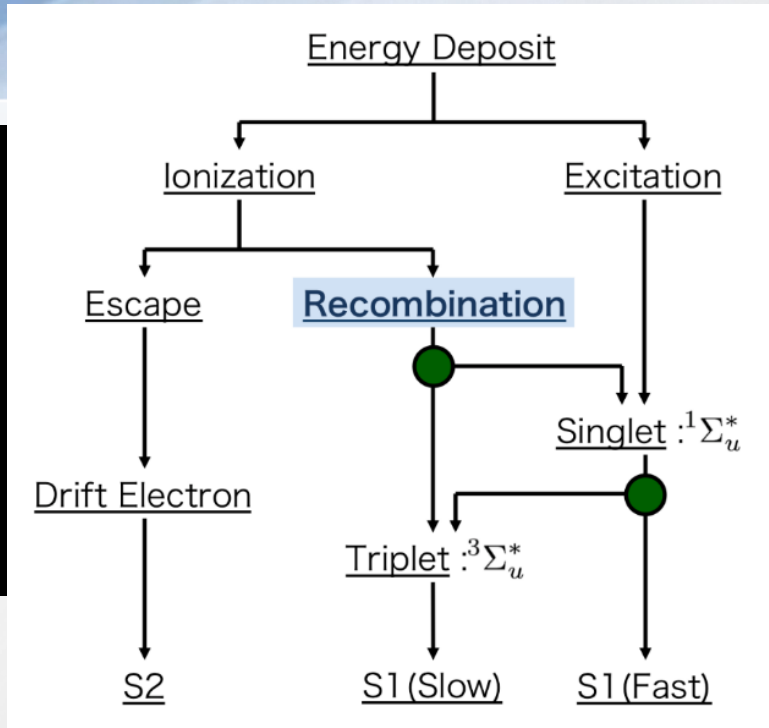 Energy Deposit
Ionization
Excitation
Escape
Recombination
Singlet :¹Σ*ᵤ
Drift Electron
Triplet :³Σ*ᵤ
S2
S1(Slow)
S1(Fast)